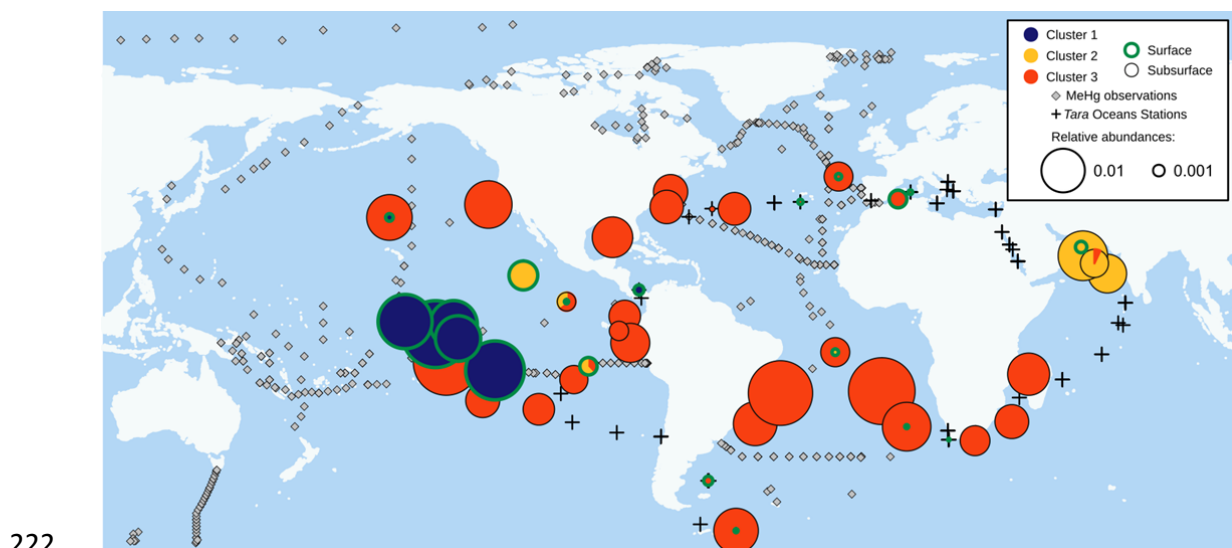 Cluster 1
Cluster 2
Cluster 3
Surface
Subsurface
MeHg observations
Tara Oceans Stations
Relative abundances:
0.01
0.001
222